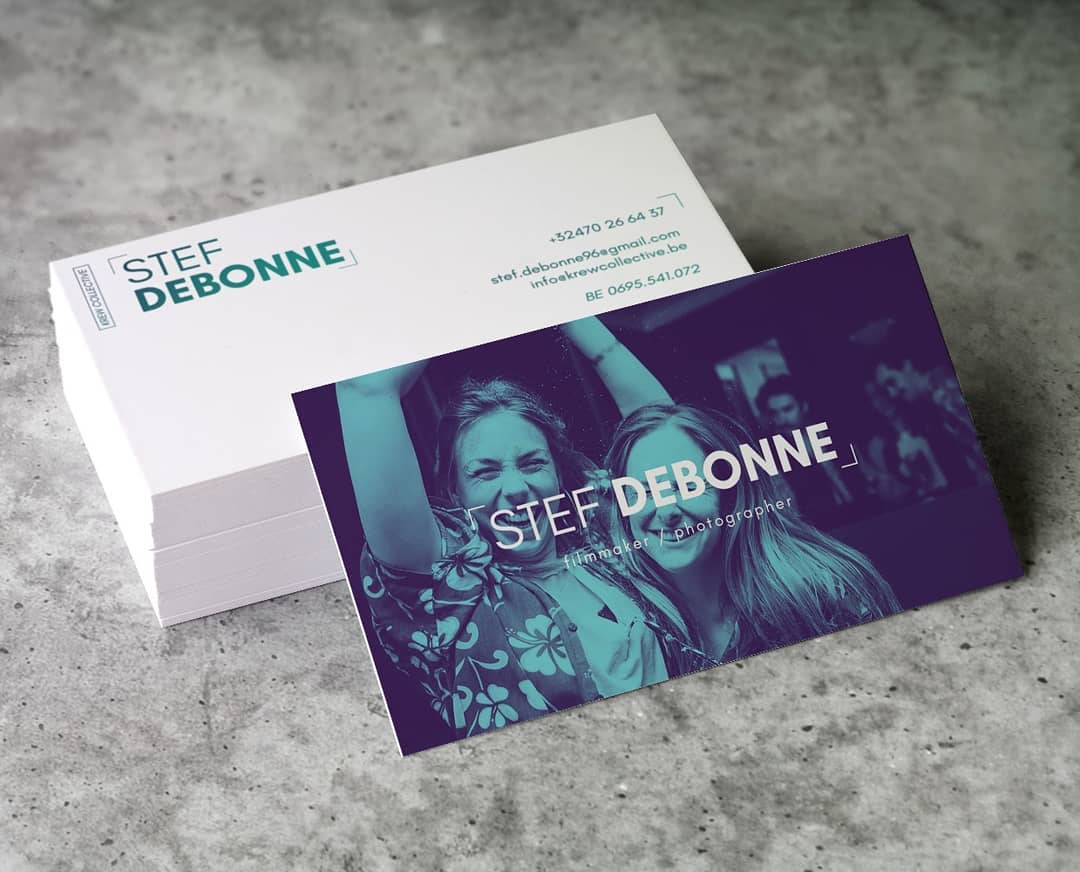 KREW COLLECTIVE
STEF
DEBONNE
+32470 26 64 37
stef.debonne96@gmail.com
info@krewcollective.be
BE 0695.541.072
STEF DEBONNE
filmmaker / photographer